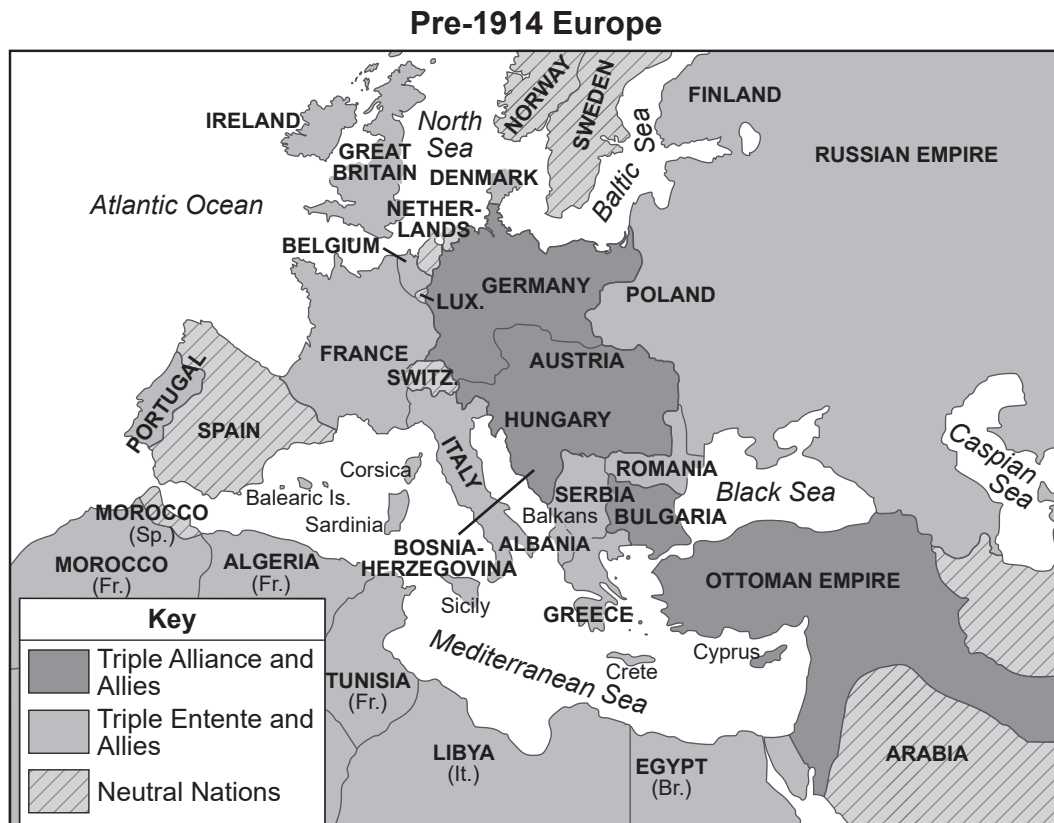 Pre-1914 Europe
NORWAY
SWEDEN
FINLAND
IRELAND
North
Sea
Baltic Sea
RUSSIAN EMPIRE
GREAT
BRITAIN
DENMARK
Atlantic Ocean
NETHER-
LANDS
BELGIUM
GERMANY
POLAND
LUX.
FRANCE
AUSTRIA
SWITZ.
PORTUGAL
SPAIN
HUNGARY
ITALY
Caspian
Sea
Corsica
ROMANIA
Balearic Is.
SERBIA
Black Sea
Sardinia
Balkans
BULGARIA
MOROCCO
(Sp.)
BOSNIA-
HERZEGOVINA
ALBANIA
MOROCCO
(Fr.)
ALGERIA
(Fr.)
OTTOMAN EMPIRE
Sicily
GREECE
Key
Triple Alliance and
Allies
Triple Entente and
Allies
Neutral Nations
Mediterranean Sea
Crete
Cyprus
TUNISIA
(Fr.)
LIBYA
(It.)
EGYPT
(Br.)
ARABIA